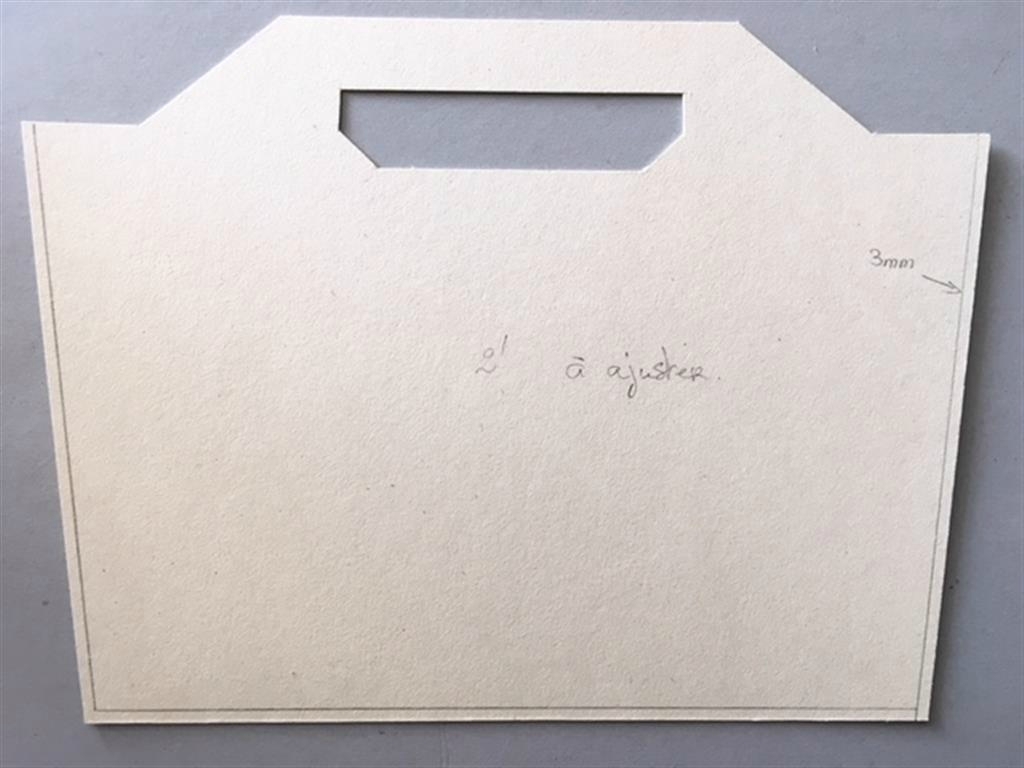 3mm
2' à ajuster.